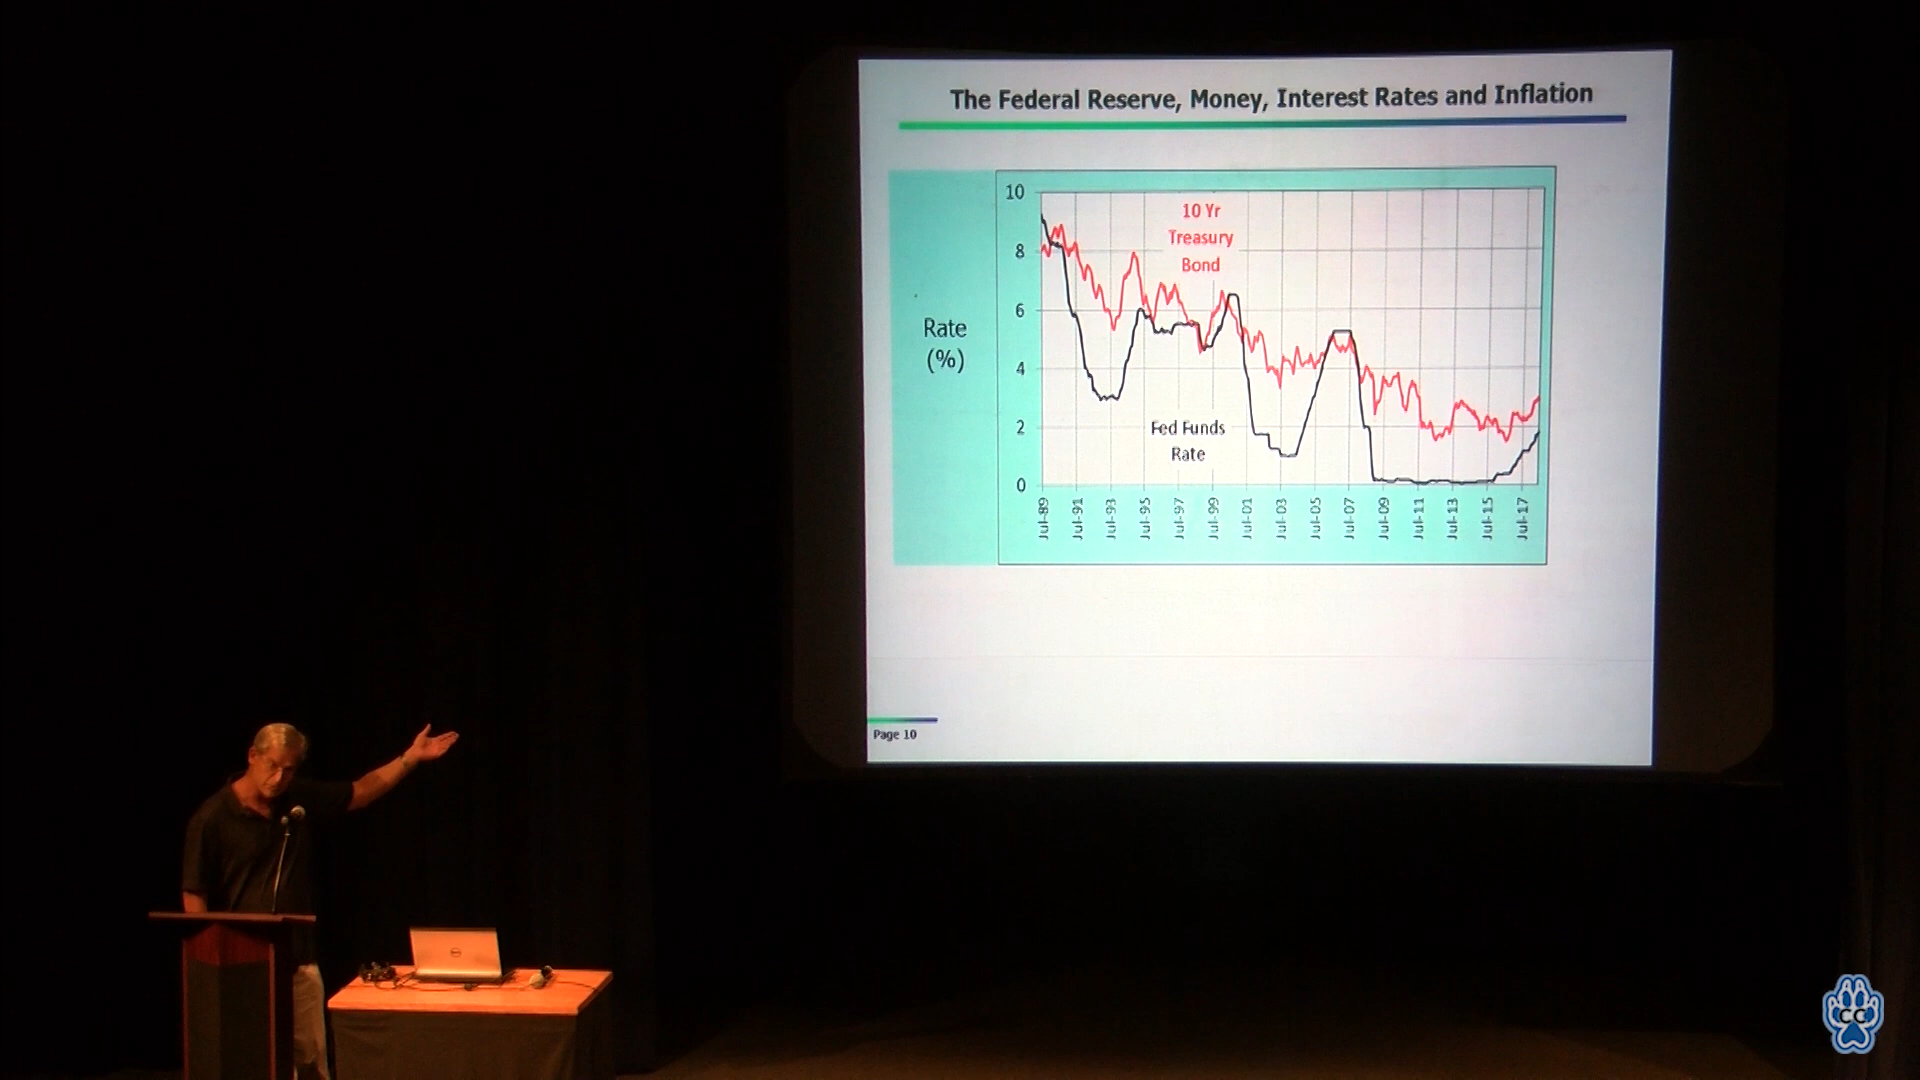 The Federal Reserve, Money, Interest Rates and Inflation
10 Yr
Treasury
Bond
Rate
(%)
Fed Funds
Rate
10
8
6
4
2
0
Jul-89
Jul-91
Jul-93
Jul-95
Jul-97
Jul-99
Jul-01
Jul-03
Jul-05
Jul-07
Jul-09
Jul-11
Jul-13
Jul-15
Jul-17
Page 10
DELL
CC